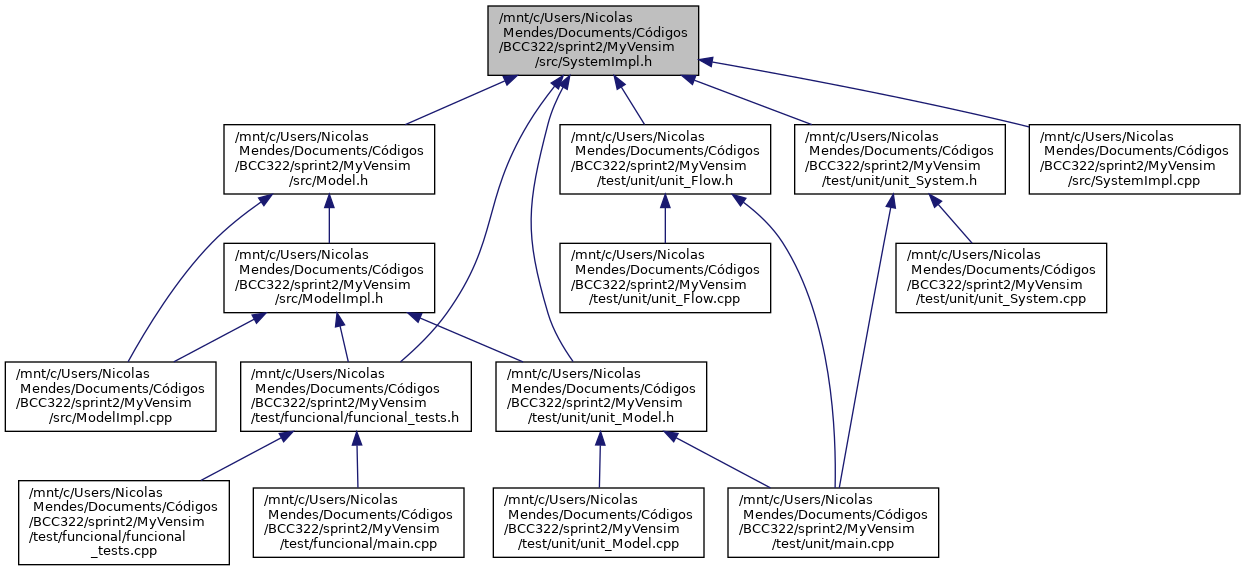 /mnt/c/Users/Nicolas
Mendes/Documents/Códigos
/BCC322/sprint2/MyVensim
/src/SystemImpl.h
/mnt/c/Users/Nicolas
Mendes/Documents/Códigos
/BCC322/sprint2/MyVensim
/src/Model.h
/mnt/c/Users/Nicolas
Mendes/Documents/Códigos
/BCC322/sprint2/MyVensim
/test/unit/unit_Flow.h
/mnt/c/Users/Nicolas
Mendes/Documents/Códigos
/BCC322/sprint2/MyVensim
/test/unit/unit_System.h
/mnt/c/Users/Nicolas
Mendes/Documents/Códigos
/BCC322/sprint2/MyVensim
/src/SystemImpl.cpp
/mnt/c/Users/Nicolas
Mendes/Documents/Códigos
/BCC322/sprint2/MyVensim
/src/ModelImpl.h
/mnt/c/Users/Nicolas
Mendes/Documents/Códigos
/BCC322/sprint2/MyVensim
/test/unit/unit_Flow.cpp
/mnt/c/Users/Nicolas
Mendes/Documents/Códigos
/BCC322/sprint2/MyVensim
/test/unit/unit_System.cpp
/mnt/c/Users/Nicolas
Mendes/Documents/Códigos
/BCC322/sprint2/MyVensim
/src/ModelImpl.cpp
/mnt/c/Users/Nicolas
Mendes/Documents/Códigos
/BCC322/sprint2/MyVensim
/test/funcional/funcional_tests.h
/mnt/c/Users/Nicolas
Mendes/Documents/Códigos
/BCC322/sprint2/MyVensim
/test/unit/unit_Model.h
/mnt/c/Users/Nicolas
Mendes/Documents/Códigos
/BCC322/sprint2/MyVensim
/test/funcional/funcional
_tests.cpp
/mnt/c/Users/Nicolas
Mendes/Documents/Códigos
/BCC322/sprint2/MyVensim
/test/funcional/main.cpp
/mnt/c/Users/Nicolas
Mendes/Documents/Códigos
/BCC322/sprint2/MyVensim
/test/unit/unit_Model.cpp
/mnt/c/Users/Nicolas
Mendes/Documents/Códigos
/BCC322/sprint2/MyVensim
/test/unit/main.cpp